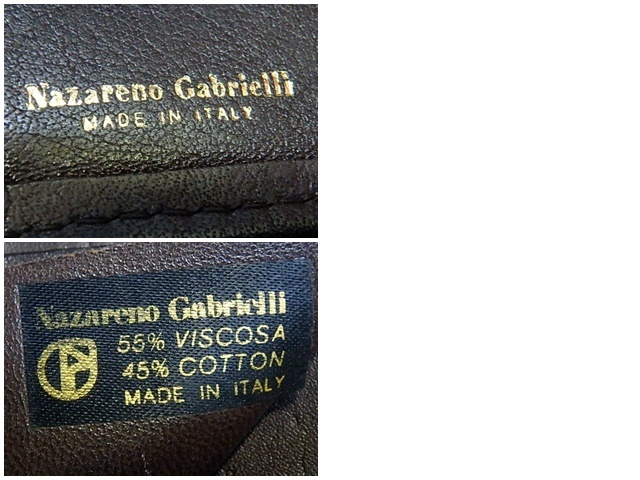 Nazareno Gabrielli
MADE IN ITALY
Nazareno Gabrielli
55% VISCOSA
45% COTTON
MADE IN ITALY